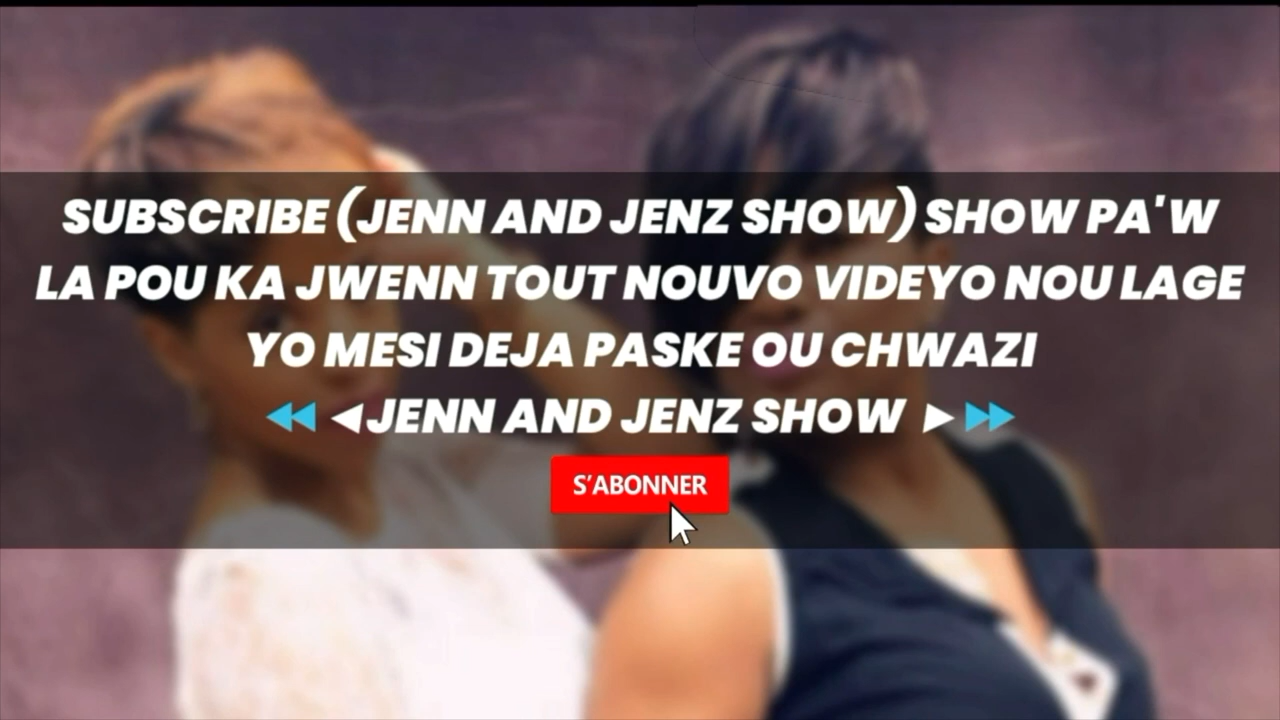 SUBSCRIBE (JENN AND JENZ SHOW) SHOW PA'W
LA POU KA JWENN TOUT NOUVO VIDEYO NOU LAGE
YO MESI DEJA PASKE OU CHWAZI
⏪ ◀JENN AND JENZ SHOW ▶⏩
S'ABONNER